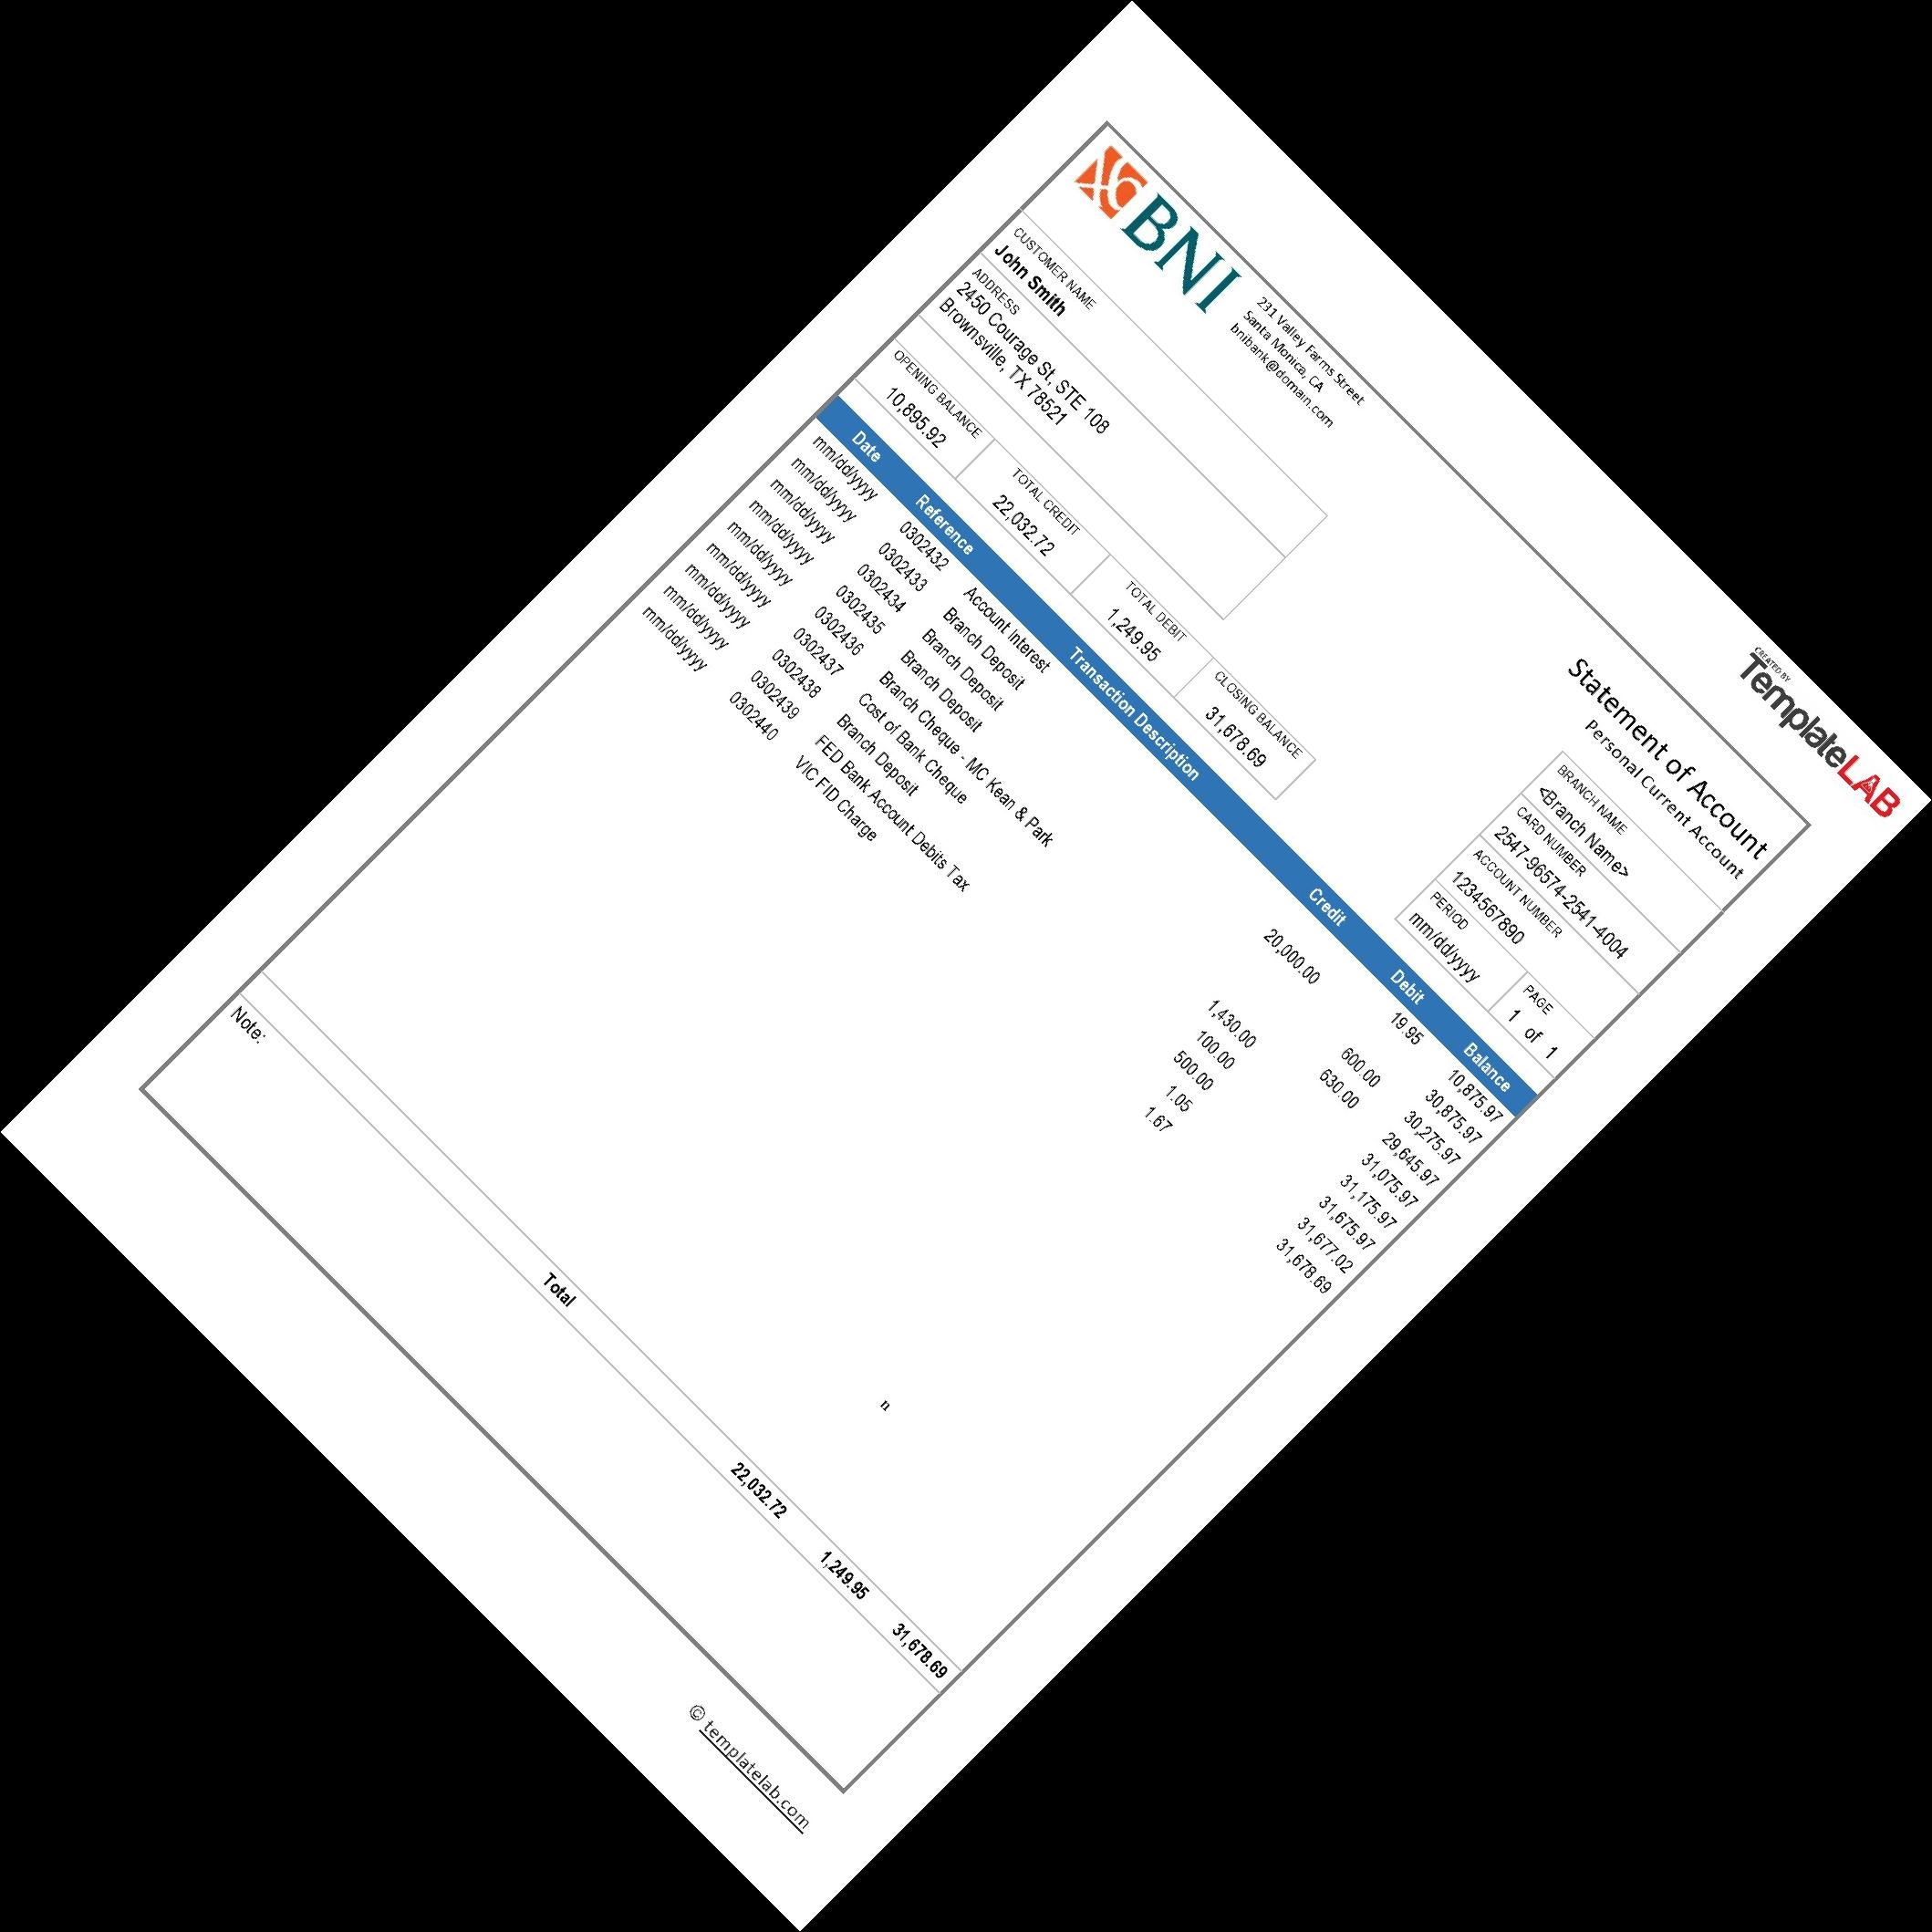 CREATED BY
TemplateLAB
BNI
231 Valley Farms Street
Santa Monica, CA
bnibank@domain.com
Statement of Account
Personal Current Account
CUSTOMER NAME
John Smith
ADDRESS
2450 Courage St, STE 108
Brownsville, TX 78521
BRANCH NAME
<Branch Name>
CARD NUMBER
2547-96574-2541-4004
ACCOUNT NUMBER
1234567890
PERIOD PAGE
mm/dd/yyyy 1 of 1
OPENING BALANCE TOTAL CREDIT TOTAL DEBIT CLOSING BALANCE
10,895.92 22,032.72 1,249.95 31,678.69
Date Reference Transaction Description Credit Debit Balance
mm/dd/yyyy 0302432 Account Interest 19.95 10,875.97
mm/dd/yyyy 0302433 Branch Deposit 20,000.00 30,875.97
mm/dd/yyyy 0302434 Branch Deposit 600.00 30,275.97
mm/dd/yyyy 0302435 Branch Deposit 630.00 29,645.97
mm/dd/yyyy 0302436 Branch Cheque - MC Kean & Park 1,430.00 31,075.97
mm/dd/yyyy 0302437 Cost of Bank Cheque 100.00 31,175.97
mm/dd/yyyy 0302438 Branch Deposit 500.00 31,675.97
mm/dd/yyyy 0302439 FED Bank Account Debits Tax 1.05 31,677.02
mm/dd/yyyy 0302440 VIC FID Charge 1.67 31,678.69
n
Total 22,032.72 1,249.95 31,678.69
Note:
© templatelab.com